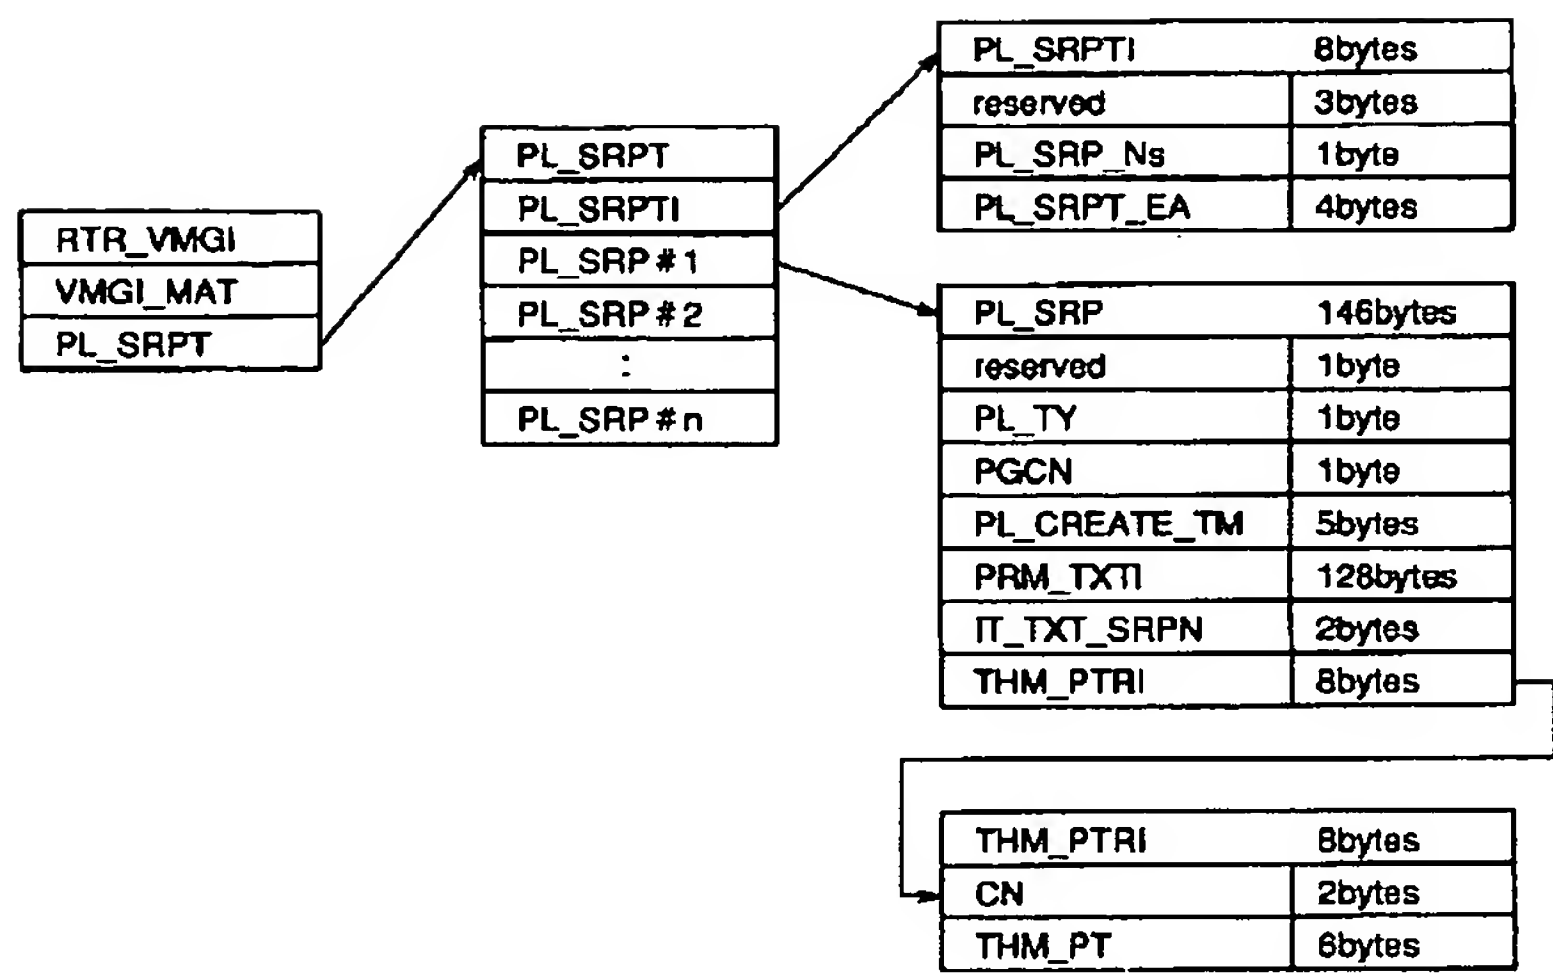 RTR_VMGI
VMGI_MAT
PL_SRPT
PL_SRPT
PL_SRPTI
PL_SRP#1
PL_SRP#2
:
PL_SRP#n
PL_SRPTI 8bytes
reserved 3bytes
PL_SRP_Ns 1byte
PL_SRPT_EA 4bytes
PL_SRP 146bytes
reserved 1byte
PL_TY 1byte
PGCN 1byte
PL_CREATE_TM 5bytes
PRM_TXTI 128bytes
IT_TXT_SRPN 2bytes
THM_PTRI 8bytes
THM_PTRI 8bytes
CN 2bytes
THM_PT 6bytes